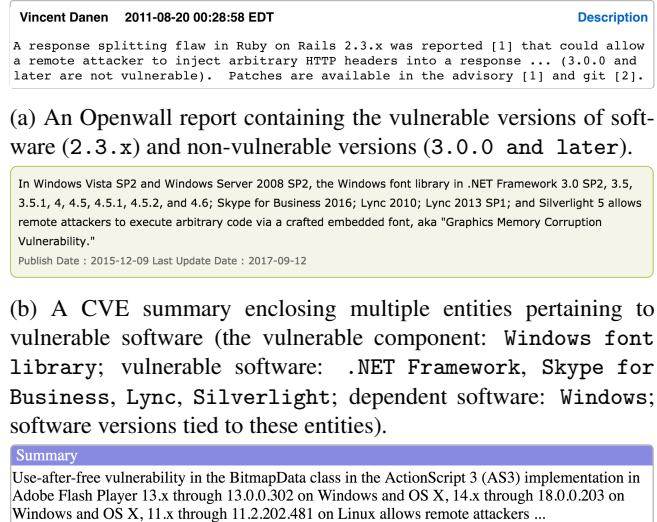 Vincent Danen 2011-08-20 00:28:58 EDT Description
A response splitting flaw in Ruby on Rails 2.3.x was reported [1] that could allow
a remote attacker to inject arbitrary HTTP headers into a response ... (3.0.0 and
later are not vulnerable). Patches are available in the advisory [1] and git [2].
(a) An Openwall report containing the vulnerable versions of soft-
ware (2.3.x) and non-vulnerable versions (3.0.0 and later).
In Windows Vista SP2 and Windows Server 2008 SP2, the Windows font library in .NET Framework 3.0 SP2, 3.5,
3.5.1, 4, 4.5, 4.5.1, 4.5.2, and 4.6; Skype for Business 2016; Lync 2010; Lync 2013 SP1; and Silverlight 5 allows
remote attackers to execute arbitrary code via a crafted embedded font, aka "Graphics Memory Corruption
Vulnerability."
Publish Date : 2015-12-09 Last Update Date : 2017-09-12
(b) A CVE summary enclosing multiple entities pertaining to
vulnerable software (the vulnerable component: Windows font
library; vulnerable software: .NET Framework, Skype for
Business, Lync, Silverlight; dependent software: Windows;
software versions tied to these entities).
Summary
Use-after-free vulnerability in the BitmapData class in the ActionScript 3 (AS3) implementation in
Adobe Flash Player 13.x through 13.0.0.302 on Windows and OS X, 14.x through 18.0.0.203 on
Windows and OS X, 11.x through 11.2.202.481 on Linux allows remote attackers ...